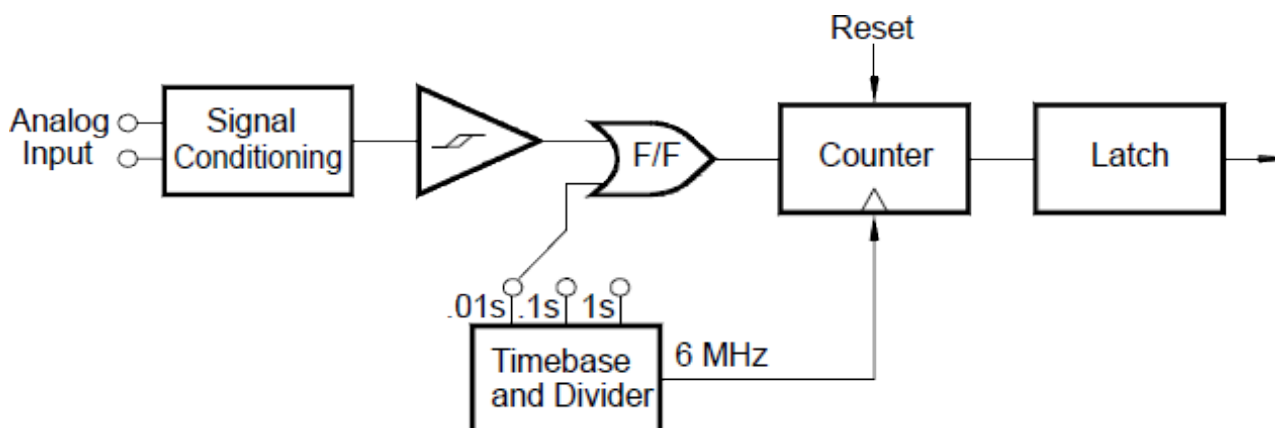 Reset
Analog
Input
Signal
Conditioning
F/F
Counter
Latch
.01s .1s 1s
Timebase
and Divider
6 MHz